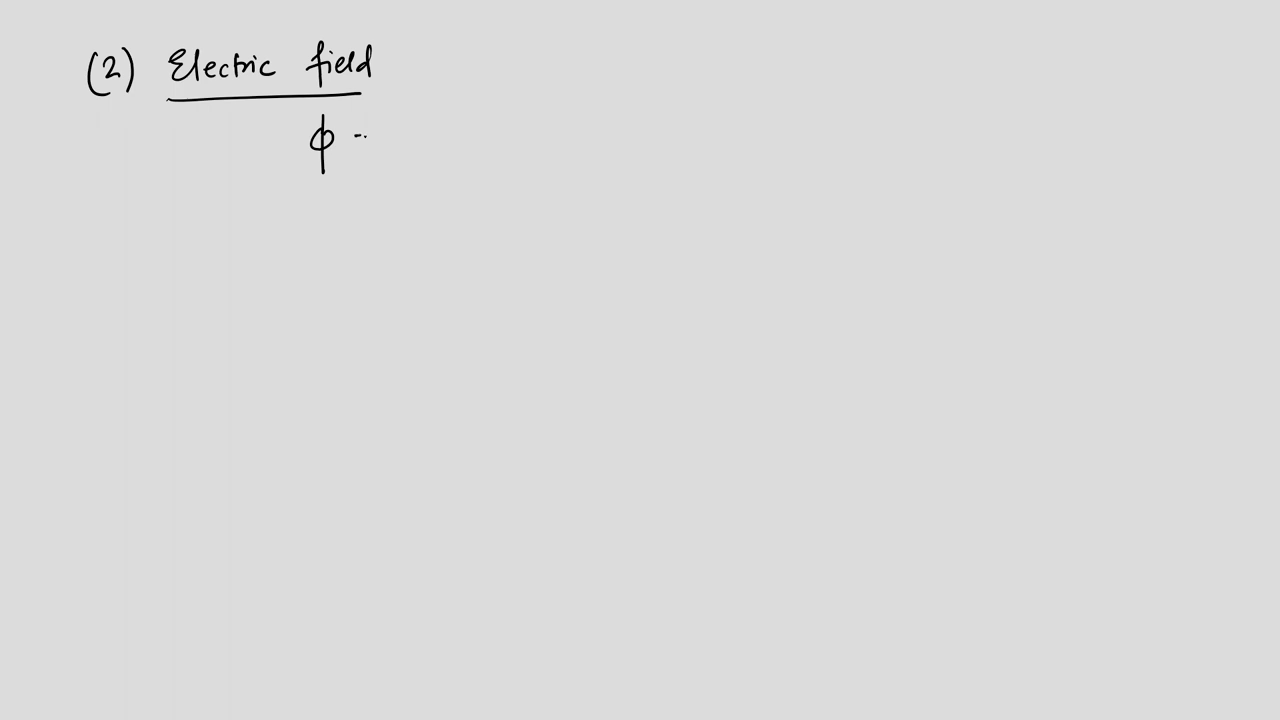 (2) Electric field
ϕ -